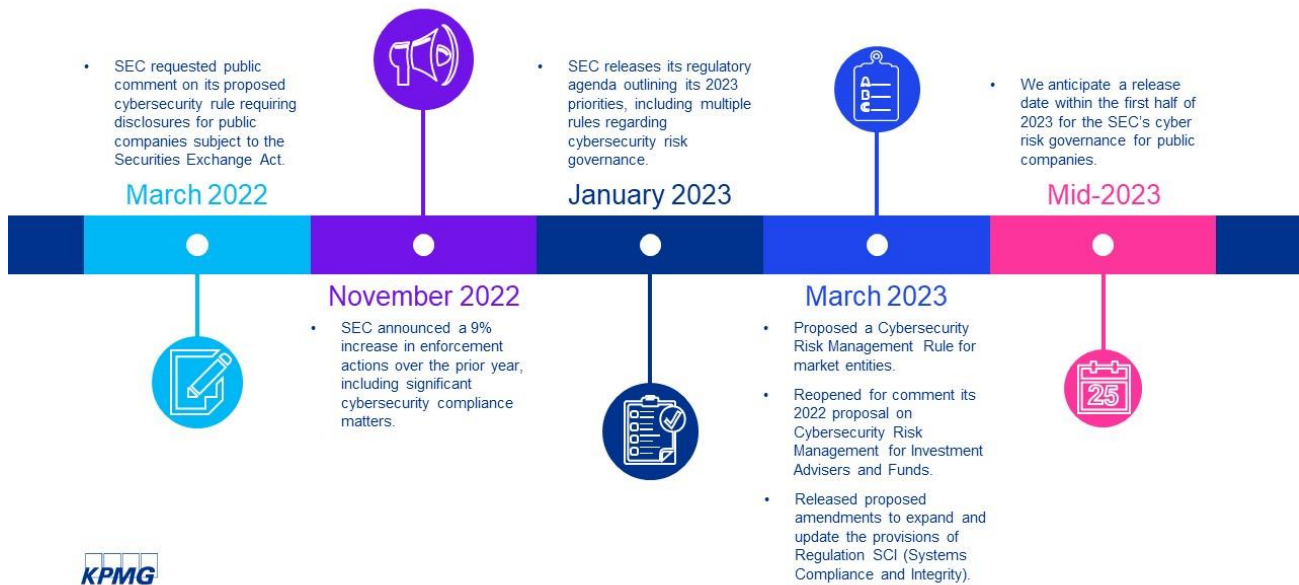 • SEC requested public
comment on its proposed
cybersecurity rule requiring
disclosures for public
companies subject to the
Securities Exchange Act.
March 2022
November 2022
• SEC announced a 9%
increase in enforcement
actions over the prior year,
including significant
cybersecurity compliance
matters.
• SEC releases its regulatory
agenda outlining its 2023
priorities, including multiple
rules regarding
cybersecurity risk
governance.
January 2023
A
B
C
March 2023
• Proposed a Cybersecurity
Risk Management Rule for
market entities.
• Reopened for comment its
2022 proposal on
Cybersecurity Risk
Management for Investment
Advisers and Funds.
• Released proposed
amendments to expand and
update the provisions of
Regulation SCI (Systems
Compliance and Integrity).
• We anticipate a release
date within the first half of
2023 for the SEC's cyber
risk governance for public
companies.
Mid-2023
25
KPMG